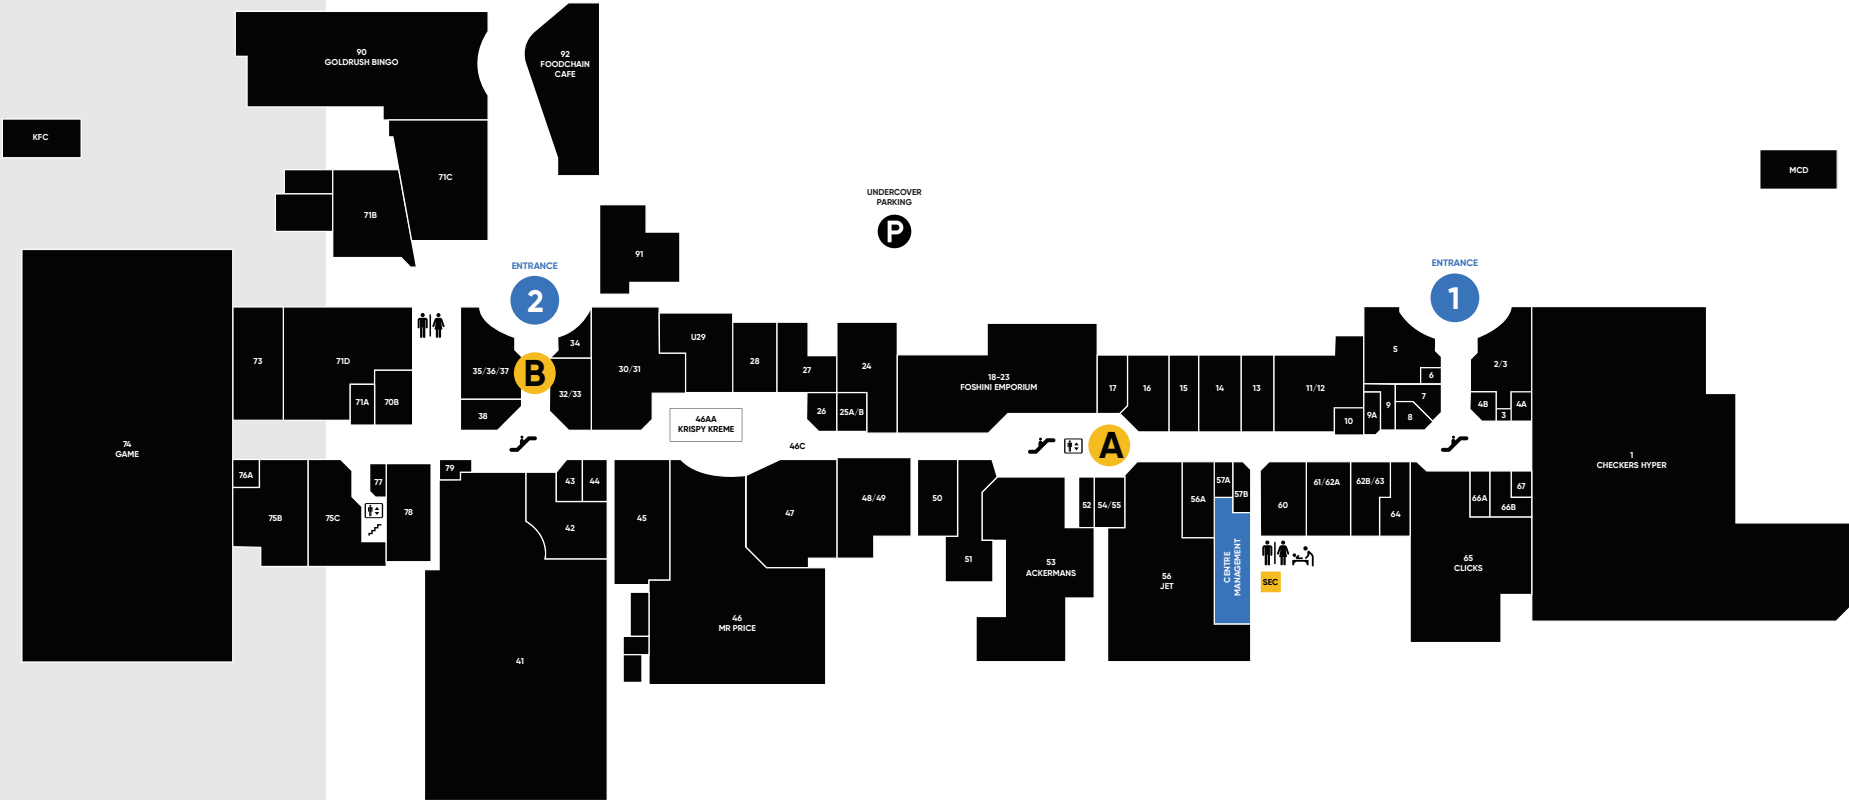 90
GOLDRUSH BINGO
92
FOODCHAIN
CAFE
KFC
71C
MCD
71B
UNDERCOVER
PARKING
P
91
ENTRANCE
2
ENTRANCE
1
73
71D
71A
70B
35/36/37
B
34
32/33
38
30/31
U29
28
27
24
26
25A/B
18-23
FOSHINI EMPORIUM
17
16
15
14
13
11/12
10
5
6
7
8
9
9A
2/3
4B
3
4A
46AA
KRISPY KREME
46C
A
74
GAME
1
CHECKERS HYPER
76A
75B
75C
77
78
79
43
44
42
41
45
47
48/49
46
MR PRICE
50
51
52
54/55
53
ACKERMANS
56
JET
56A
57A
57B
CENTRE
MANAGEMENT
60
61/62A
62B/63
64
SEC
65
CLICKS
66A
66B
67